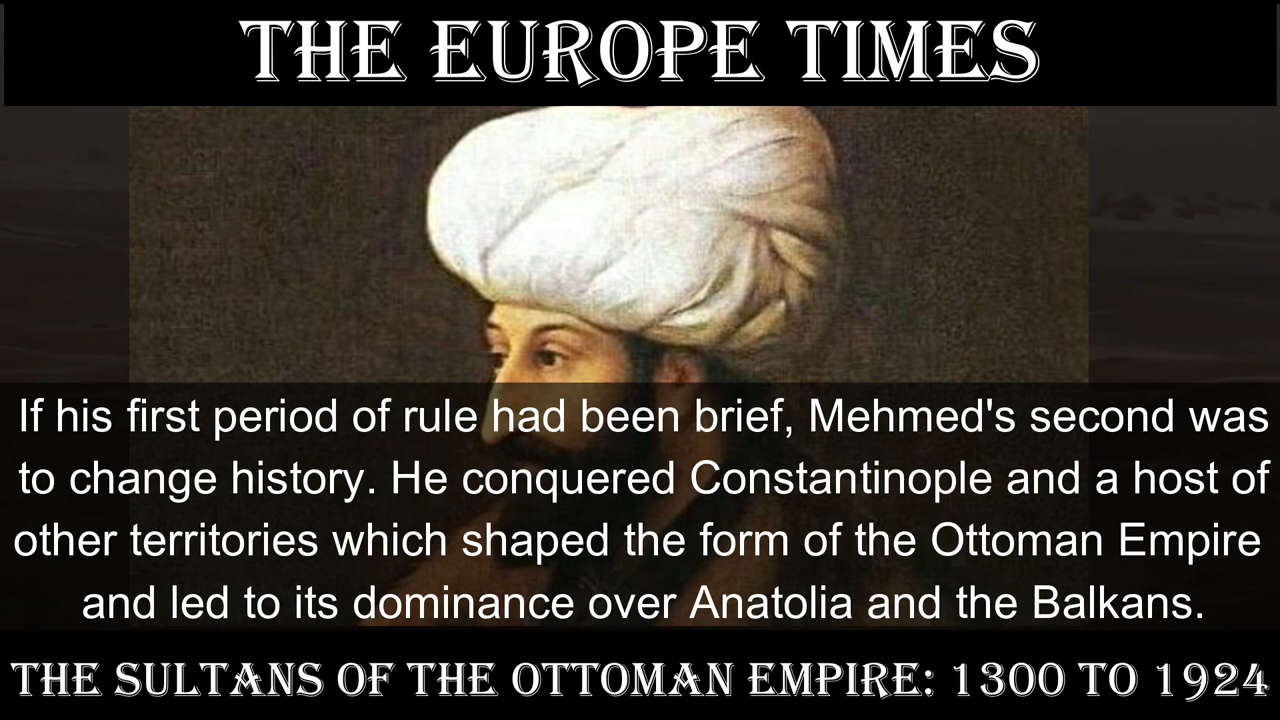 THE EUROPE TIMES
If his first period of rule had been brief, Mehmed's second was
to change history. He conquered Constantinople and a host of
other territories which shaped the form of the Ottoman Empire
and led to its dominance over Anatolia and the Balkans.
THE SULTANS OF THE OTTOMAN EMPIRE: 1300 TO 1924